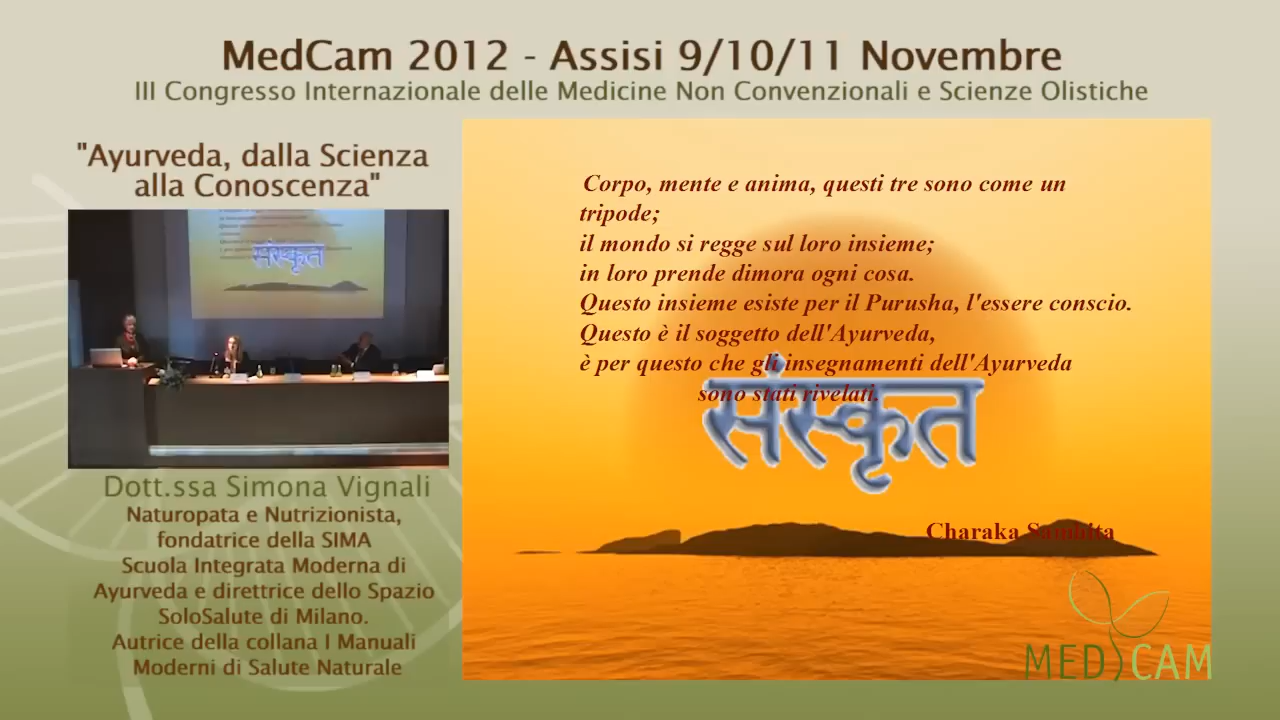 MedCam 2012 - Assisi 9/10/11 Novembre
III Congresso Internazionale delle Medicine Non Convenzionali e Scienze Olistiche
"Ayurveda, dalla Scienza
alla Conoscenza"
संस्कृत
Dott.ssa Simona Vignali
Naturopata e Nutrizionista,
fondatrice della SIMA
Scuola Integrata Moderna di
Ayurveda e direttrice dello Spazio
SoloSalute di Milano.
Autrice della collana I Manuali
Moderni di Salute Naturale
Corpo, mente e anima, questi tre sono come un
tripode;
il mondo si regge sul loro insieme;
in loro prende dimora ogni cosa.
Questo insieme esiste per il Purusha, l'essere conscio.
Questo è il soggetto dell'Ayurveda,
è per questo che gli insegnamenti dell'Ayurveda
sono stati rivelati.
संस्कृत
Charaka Samhita
MEDICAM